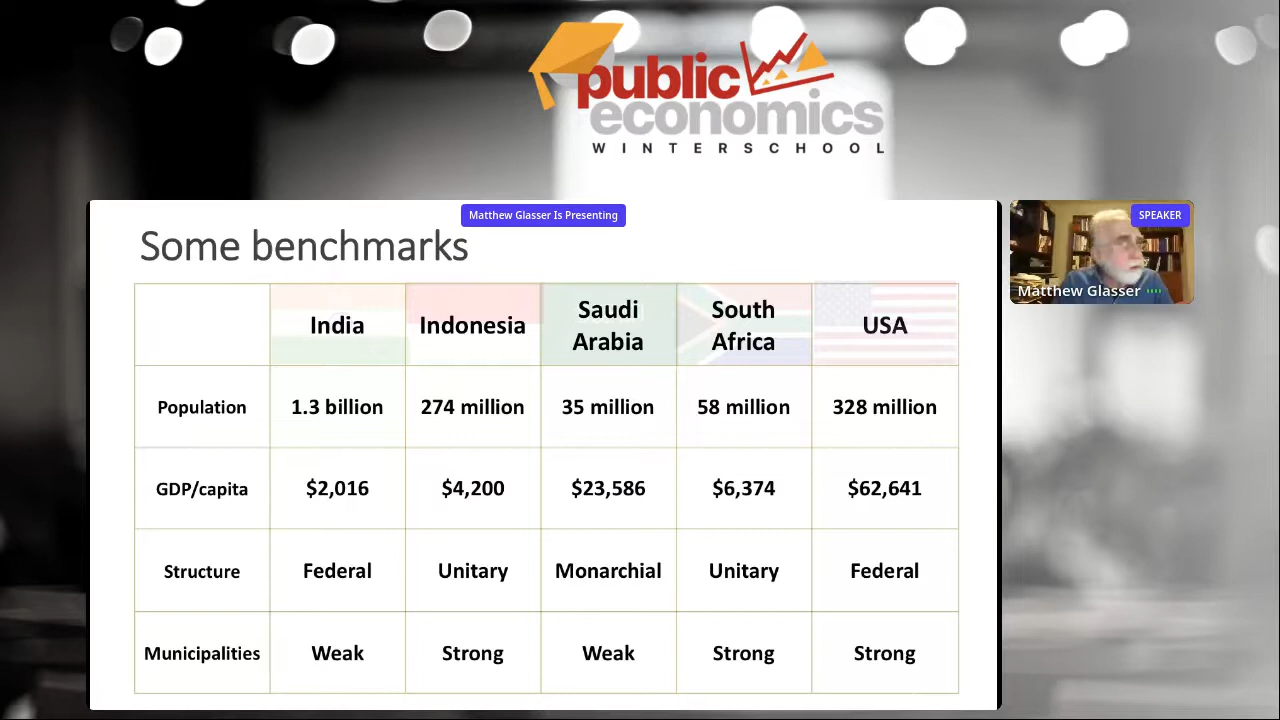 public
economics
WINTERSCHOOL
Matthew Glasser Is Presenting
SPEAKER
Matthew Glasser
Some benchmarks
India Indonesia Saudi Arabia South Africa USA
Population 1.3 billion 274 million 35 million 58 million 328 million
GDP/capita $2,016 $4,200 $23,586 $6,374 $62,641
Structure Federal Unitary Monarchial Unitary Federal
Municipalities Weak Strong Weak Strong Strong